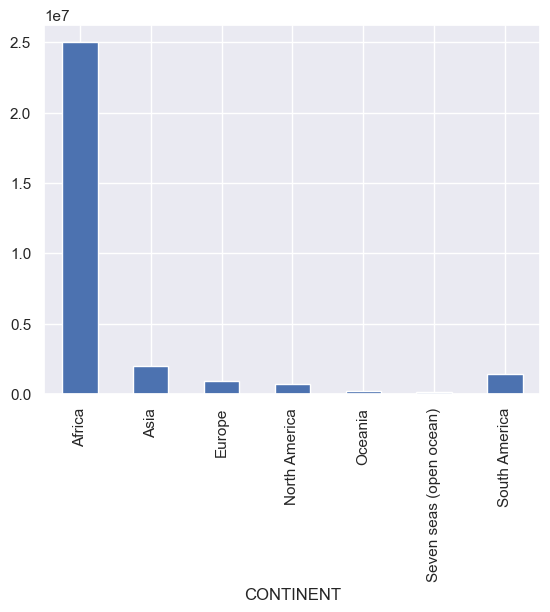 1e7
2.5
2.0
1.5
1.0
0.5
0.0
Africa
Asia
Europe
North America
Oceania
Seven seas (open ocean)
South America
CONTINENT